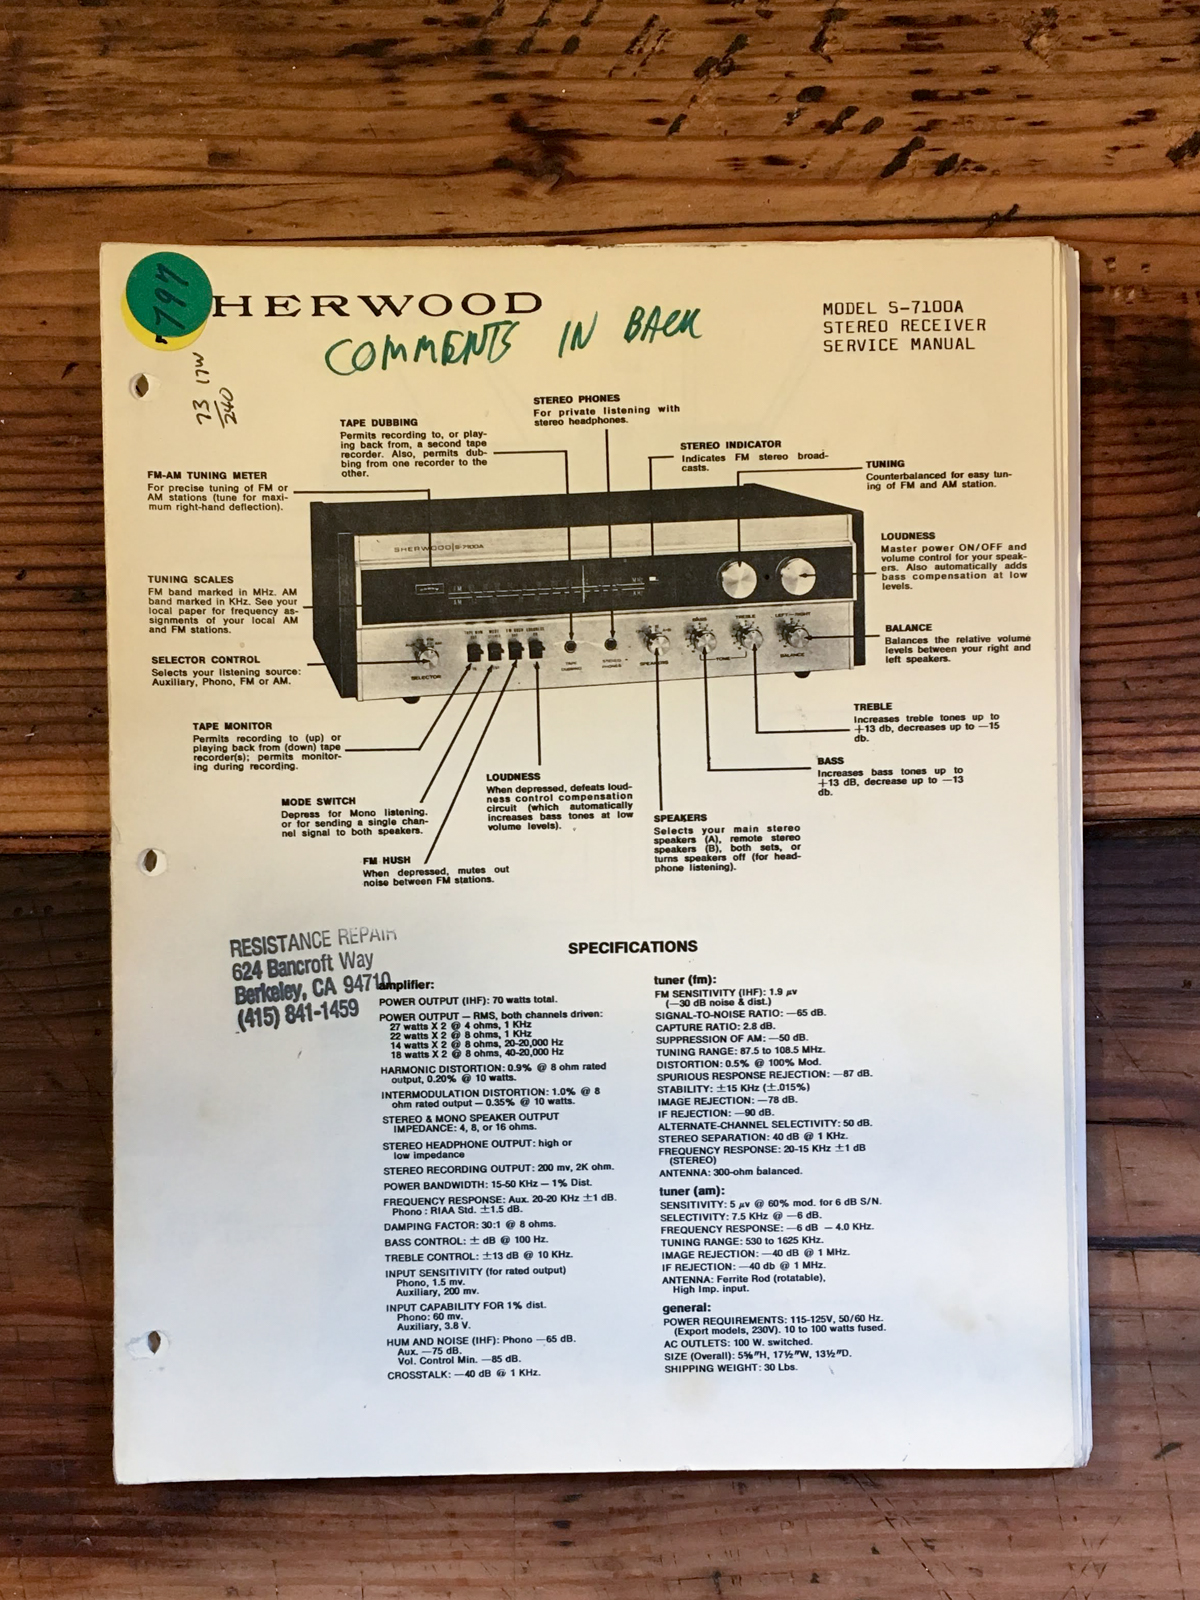 HERWOOD
COMMENTS IN BACK
"797
73 17W
240
MODEL S-7100A
STEREO RECEIVER
SERVICE MANUAL
STEREO PHONES
For private listening with
stereo headphones.
TAPE DUBBING
Permits recording to, or play-
ing back from, a second tape
recorder. Also, permits dub-
bing from one recorder to the
other.
STEREO INDICATOR
Indicates FM stereo broad-
casts.
TUNING
Counterbalanced for easy tun-
ing of FM and AM station.
FM-AM TUNING METER
For precise tuning of FM or
AM stations (tune for maxi-
mum right-hand deflection).
LOUDNESS
Master power ON/OFF and
volume control for your speak-
ers. Also automatically adds
bass compensation at low
levels.
TUNING SCALES
FM band marked in MHz. AM
band marked in KHz. See your
local paper for frequency as-
signments of your local AM
and FM stations.
SHERWOOD|S-7100A
FM
AM
SELECTOR
TAPE DUBBING
STEREO PHONES
SPEAKERS
BASS
TREBLE
TONE
LEFT—RIGHT
BALANCE
BALANCE
Balances the relative volume
levels between your right and
left speakers.
SELECTOR CONTROL
Selects your listening source:
Auxiliary, Phono, FM or AM.
TREBLE
Increases treble tones up to
+13 db, decreases up to —15
db.
TAPE MONITOR
Permits recording to (up) or
playing back from (down) tape
recorder(s); permits monitor-
ing during recording.
BASS
Increases bass tones up to
+13 dB, decrease up to —13
db.
LOUDNESS
When depressed, defeats loud-
ness control compensation
circuit (which automatically
increases bass tones at low
volume levels).
MODE SWITCH
Depress for Mono listening,
or for sending a single chan-
nel signal to both speakers.
SPEAKERS
Selects your main stereo
speakers (A), remote stereo
speakers (B), both sets, or
turns speakers off (for head-
phone listening).
FM HUSH
When depressed, mutes out
noise between FM stations.
RESISTANCE REPAIR
624 Bancroft Way
Berkeley, CA 94710
(415) 841-1459
SPECIFICATIONS
amplifier:
POWER OUTPUT (IHF): 70 watts total.
POWER OUTPUT — RMS, both channels driven:
27 watts X 2 @ 4 ohms, 1 KHz
22 watts X 2 @ 8 ohms, 1 KHz
14 watts X 2 @ 8 ohms, 20-20,000 Hz
18 watts X 2 @ 8 ohms, 40-20,000 Hz
HARMONIC DISTORTION: 0.9% @ 8 ohm rated
output, 0.20% @ 10 watts.
INTERMODULATION DISTORTION: 1.0% @ 8
ohm rated output — 0.35% @ 10 watts.
STEREO & MONO SPEAKER OUTPUT
IMPEDANCE: 4, 8, or 16 ohms.
STEREO HEADPHONE OUTPUT: high or
low impedance
STEREO RECORDING OUTPUT: 200 mv, 2K ohm.
POWER BANDWIDTH: 15-50 KHz — 1% Dist.
FREQUENCY RESPONSE: Aux. 20-20 KHz ±1 dB.
Phono : RIAA Std. ±1.5 dB.
DAMPING FACTOR: 30:1 @ 8 ohms.
BASS CONTROL: ± dB @ 100 Hz.
TREBLE CONTROL: ±13 dB @ 10 KHz.
INPUT SENSITIVITY (for rated output)
Phono, 1.5 mv.
Auxiliary, 200 mv.
INPUT CAPABILITY FOR 1% dist.
Phono: 60 mv.
Auxiliary, 3.8 V.
HUM AND NOISE (IHF): Phono —65 dB.
Aux. —75 dB.
Vol. Control Min. —85 dB.
CROSSTALK: —40 dB @ 1 KHz.
tuner (fm):
FM SENSITIVITY (IHF): 1.9 μv
(—30 dB noise & dist.)
SIGNAL-TO-NOISE RATIO: —65 dB.
CAPTURE RATIO: 2.8 dB.
SUPPRESSION OF AM: —50 dB.
TUNING RANGE: 87.5 to 108.5 MHz.
DISTORTION: 0.5% @ 100% Mod.
SPURIOUS RESPONSE REJECTION: —87 dB.
STABILITY: ±15 KHz (±.015%)
IMAGE REJECTION: —78 dB.
IF REJECTION: —90 dB.
ALTERNATE-CHANNEL SELECTIVITY: 50 dB.
STEREO SEPARATION: 40 dB @ 1 KHz.
FREQUENCY RESPONSE: 20-15 KHz ±1 dB
(STEREO)
ANTENNA: 300-ohm balanced.
tuner (am):
SENSITIVITY: 5 μv @ 60% mod. for 6 dB S/N.
SELECTIVITY: 7.5 KHz @ —6 dB.
FREQUENCY RESPONSE: —6 dB — 4.0 KHz.
TUNING RANGE: 530 to 1625 KHz.
IMAGE REJECTION: —40 dB @ 1 MHz.
IF REJECTION: —40 db @ 1 MHz.
ANTENNA: Ferrite Rod (rotatable),
High Imp. input.
general:
POWER REQUIREMENTS: 115-125V, 50/60 Hz.
(Export models, 230V). 10 to 100 watts fused.
AC OUTLETS: 100 W. switched.
SIZE (Overall): 5⅝"H, 17½"W, 13½"D.
SHIPPING WEIGHT: 30 Lbs.